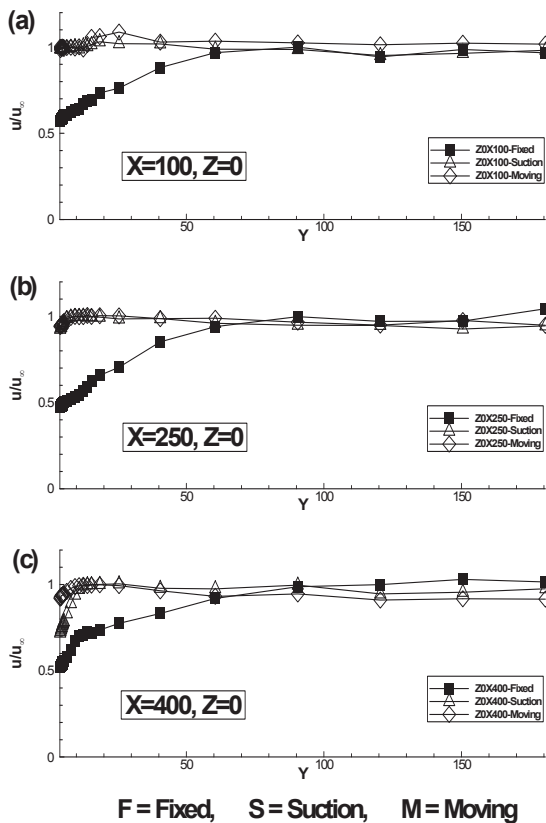 (a)
1
0.5
0
u/u∞
X=100, Z=0
Z0X100-Fixed
Z0X100-Suction
Z0X100-Moving
50 100 150
Y
(b)
1
0.5
0
u/u∞
X=250, Z=0
Z0X250-Fixed
Z0X250-Suction
Z0X250-Moving
50 100 150
Y
(c)
1
0.5
0
u/u∞
X=400, Z=0
Z0X400-Fixed
Z0X400-Suction
Z0X400-Moving
50 100 150
Y
F = Fixed, S = Suction, M = Moving